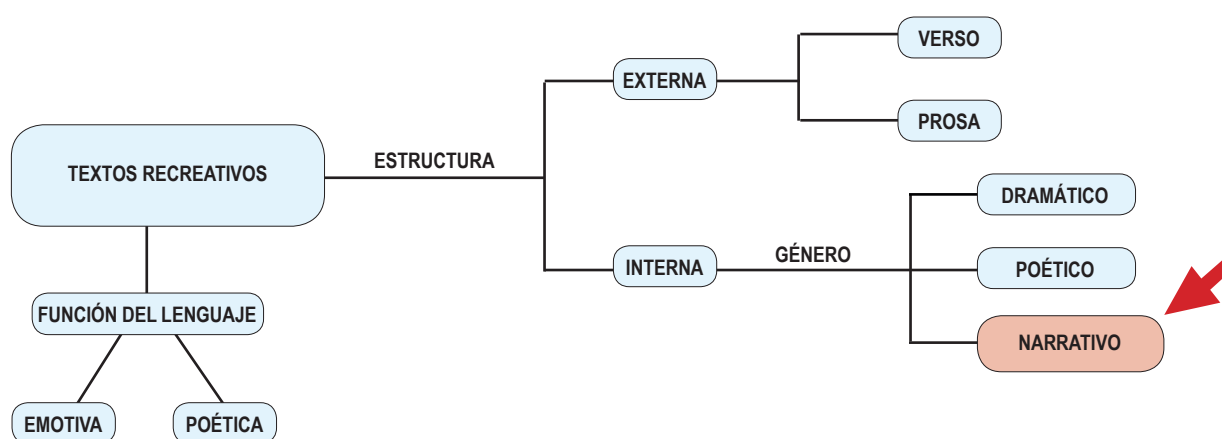 TEXTOS RECREATIVOS
ESTRUCTURA
EXTERNA
VERSO
PROSA
INTERNA
GÉNERO
DRAMÁTICO
POÉTICO
NARRATIVO
FUNCIÓN DEL LENGUAJE
EMOTIVA
POÉTICA